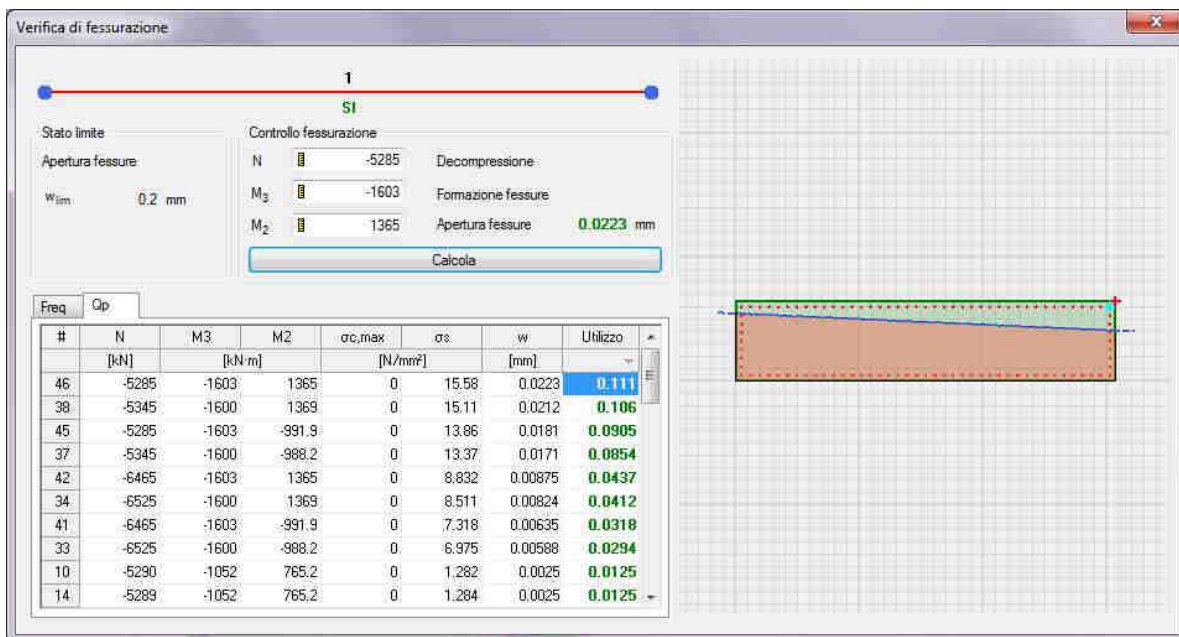 Verifica di fessurazione
1
SI
Stato limite
Apertura fessure
wlim 0.2 mm
Controllo fessurazione
N -5285 Decompressione
M3 -1603 Formazione fessure
M2 1365 Apertura fessure 0.0223 mm
Calcola
Freq Qp
# N M3 M2 σc,max σs w Utilizzo
[kN] [kN·m] [N/mm²] [mm]
46 -5285 -1603 1365 0 15.58 0.0223 0.111
38 -5345 -1600 1369 0 15.11 0.0212 0.106
45 -5285 -1603 -991.9 0 13.86 0.0181 0.0905
37 -5345 -1600 -988.2 0 13.37 0.0171 0.0854
42 -6465 -1603 1365 0 8.832 0.00875 0.0437
34 -6525 -1600 1369 0 8.511 0.00824 0.0412
41 -6465 -1603 -991.9 0 7.318 0.00635 0.0318
33 -6525 -1600 -988.2 0 6.975 0.00588 0.0294
10 -5290 -1052 765.2 0 1.282 0.0025 0.0125
14 -5289 -1052 765.2 0 1.284 0.0025 0.0125